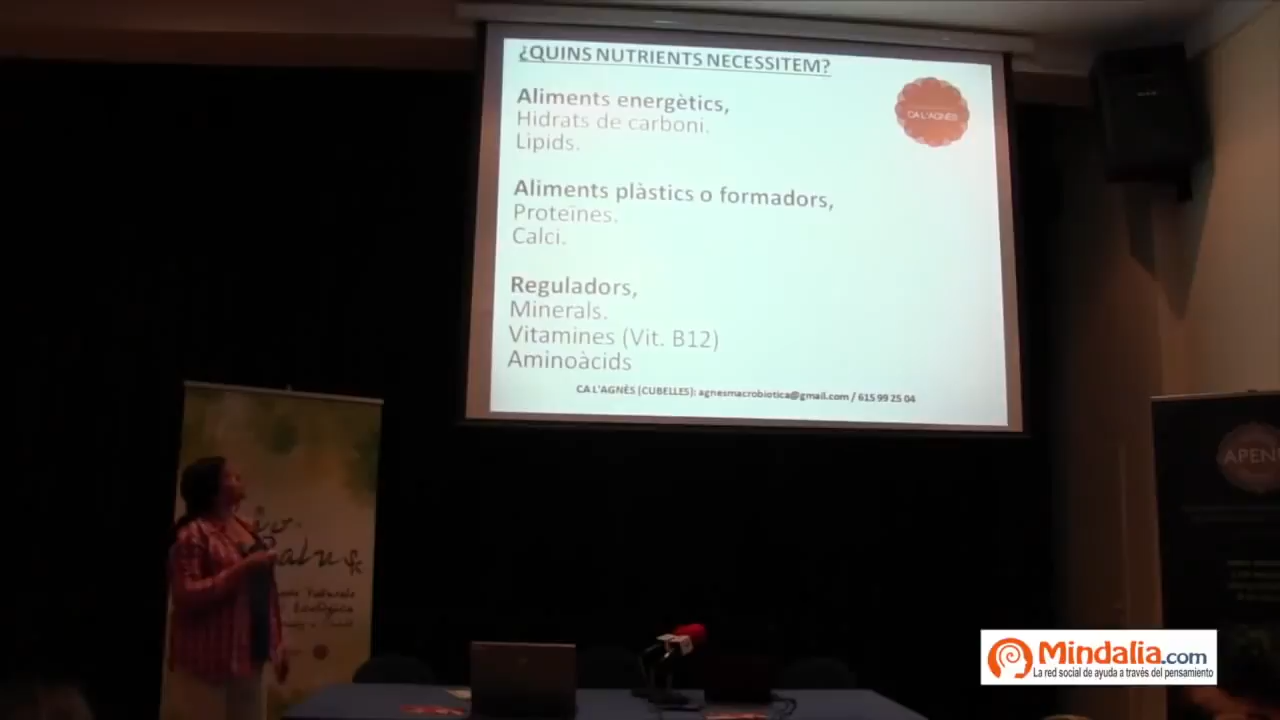 ¿QUINS NUTRIENTS NECESSITEM?
Aliments energètics,
Hidrats de carboni.
Lipids.
CA L'AGNÈS
Aliments plàstics o formadors,
Proteïnes.
Calci.
Reguladors,
Minerals.
Vitamines (Vit. B12)
Aminoàcids
CA L'AGNÈS (CUBELLES): agnesmacrobiotica@gmail.com / 615 99 25 04
APEN
Mindalia.com
La red social de ayuda a través del pensamiento